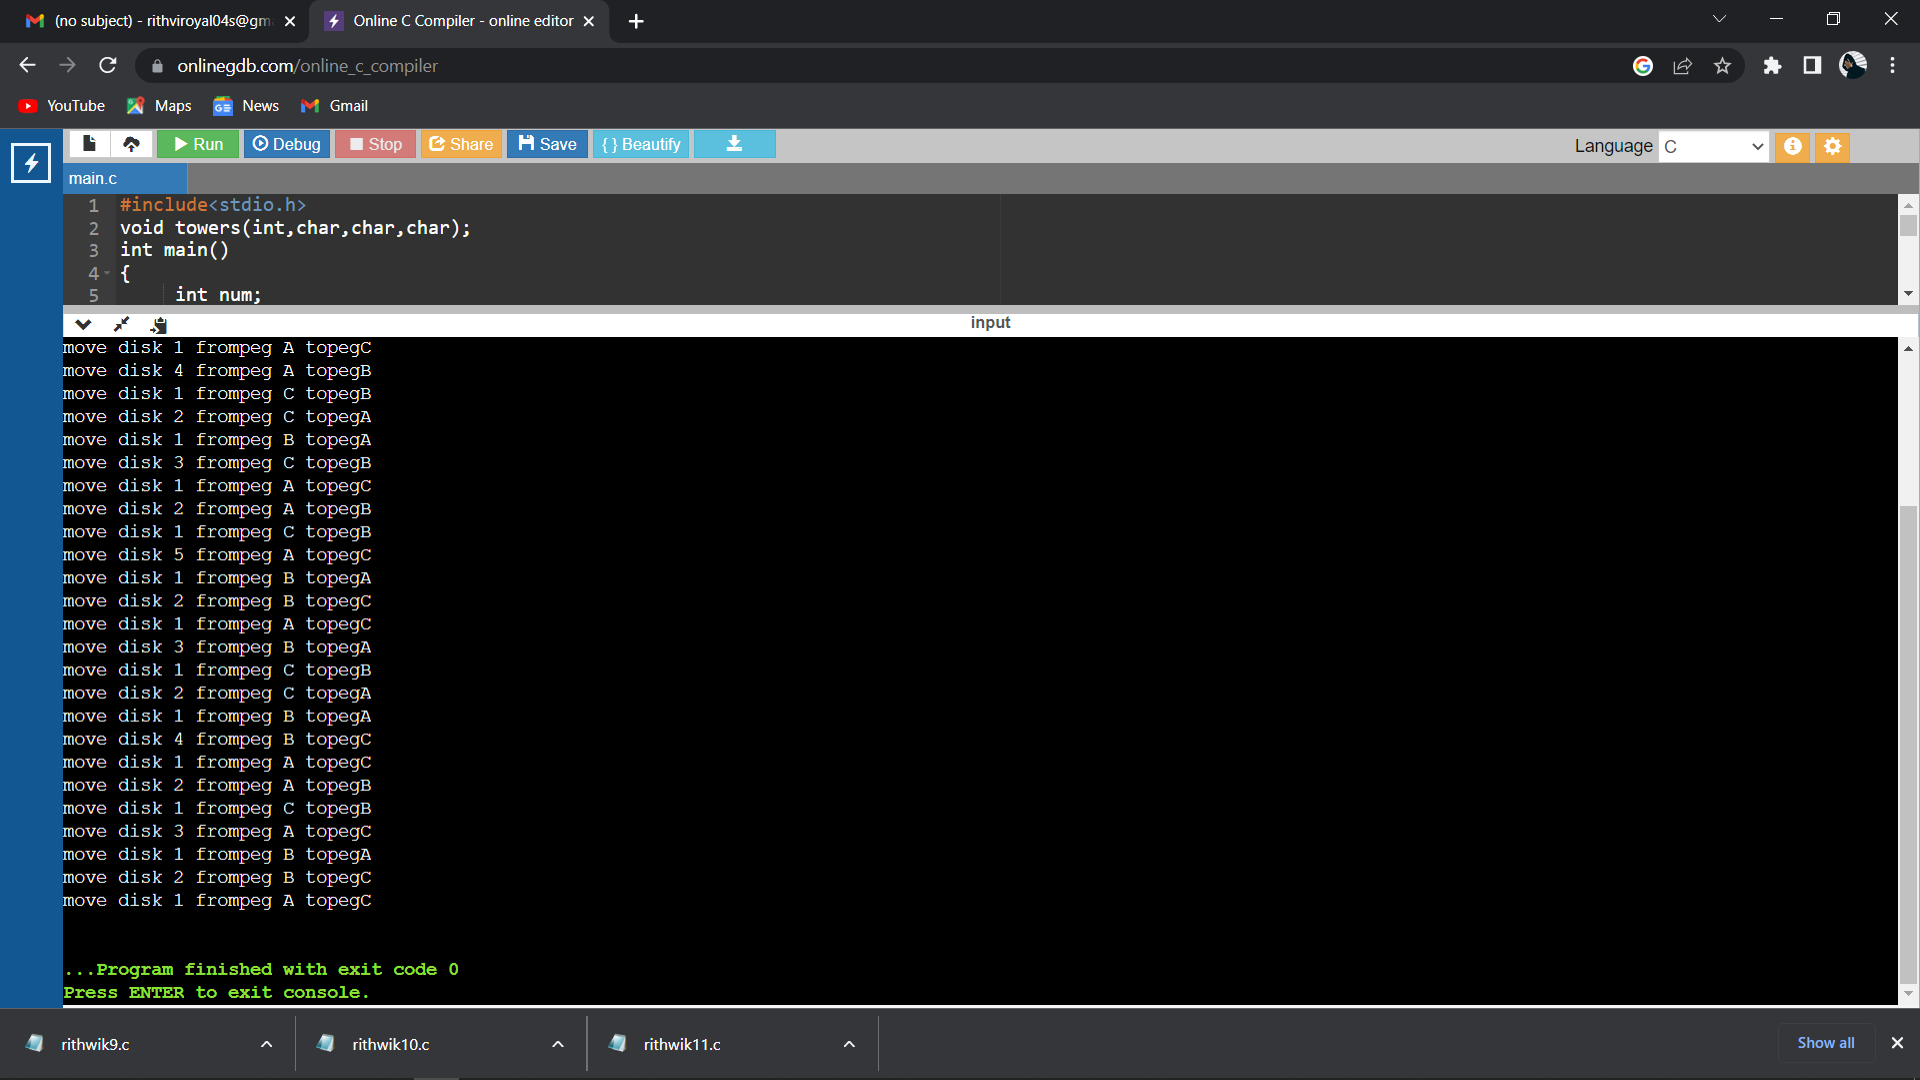 (no subject) - rithviroyal04s@gm
Online C Compiler - online editor
onlinegdb.com/online_c_compiler
YouTube Maps News Gmail
Run Debug Stop Share Save {} Beautify Language C
main.c
1 #include<stdio.h>
2 void towers(int,char,char,char);
3 int main()
4 {
5 int num;
input
move disk 1 frompeg A topegC
move disk 4 frompeg A topegB
move disk 1 frompeg C topegB
move disk 2 frompeg C topegA
move disk 1 frompeg B topegA
move disk 3 frompeg C topegB
move disk 1 frompeg A topegC
move disk 2 frompeg A topegB
move disk 1 frompeg C topegB
move disk 5 frompeg A topegC
move disk 1 frompeg B topegA
move disk 2 frompeg B topegC
move disk 1 frompeg A topegC
move disk 3 frompeg B topegA
move disk 1 frompeg C topegB
move disk 2 frompeg C topegA
move disk 1 frompeg B topegA
move disk 4 frompeg B topegC
move disk 1 frompeg A topegC
move disk 2 frompeg A topegB
move disk 1 frompeg C topegB
move disk 3 frompeg A topegC
move disk 1 frompeg B topegA
move disk 2 frompeg B topegC
move disk 1 frompeg A topegC
...Program finished with exit code 0
Press ENTER to exit console.
rithwik9.c rithwik10.c rithwik11.c Show all